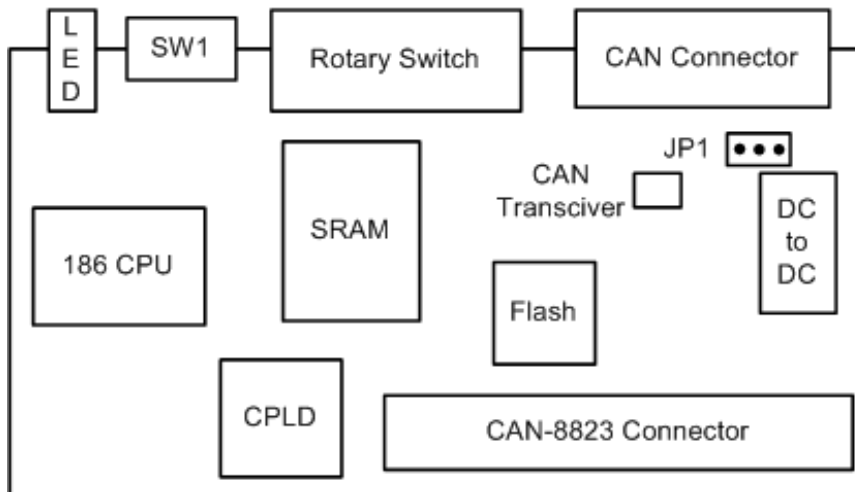 L
E
D
SW1
Rotary Switch
CAN Connector
JP1
CAN
Transciver
DC
to
DC
SRAM
186 CPU
Flash
CPLD
CAN-8823 Connector